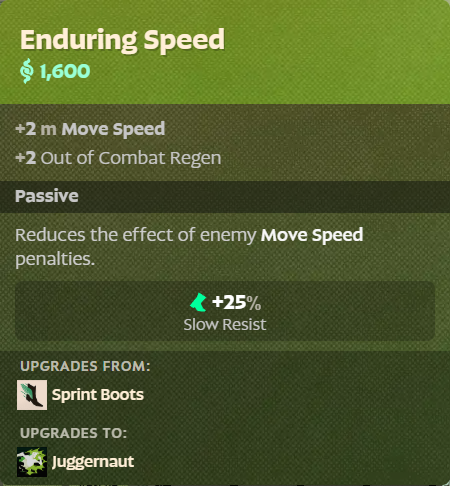 Enduring Speed
1,600
+2 m Move Speed
+2 Out of Combat Regen
Passive
Reduces the effect of enemy Move Speed
penalties.
+25%
Slow Resist
UPGRADES FROM:
Sprint Boots
UPGRADES TO:
Juggernaut